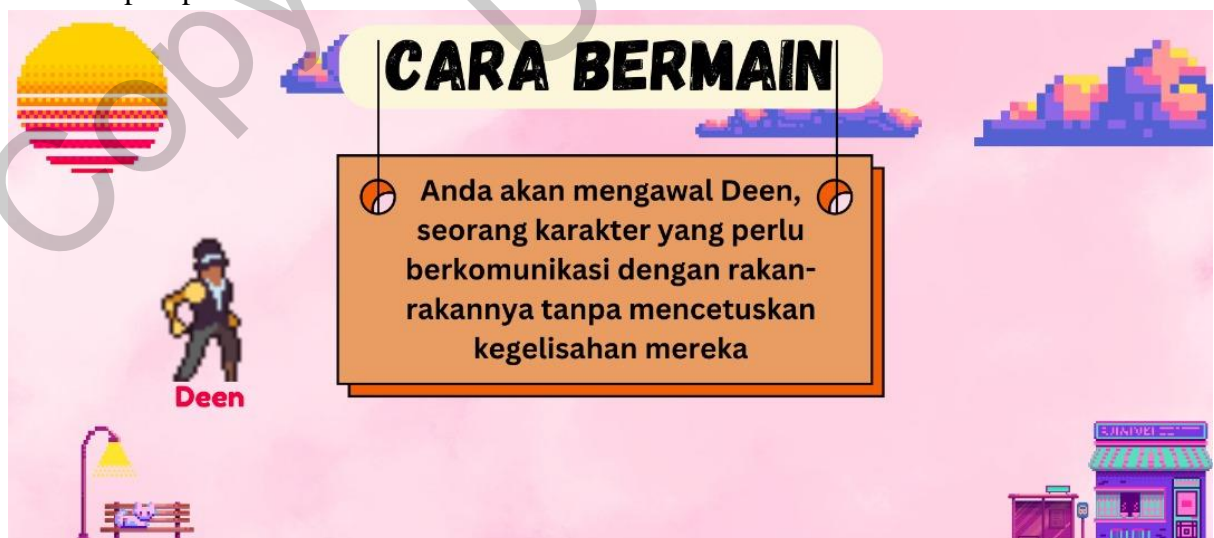 CARA BERMAIN
Anda akan mengawal Deen,
seorang karakter yang perlu
berkomunikasi dengan rakan-
rakannya tanpa mencetuskan
kegelisahan mereka
Deen